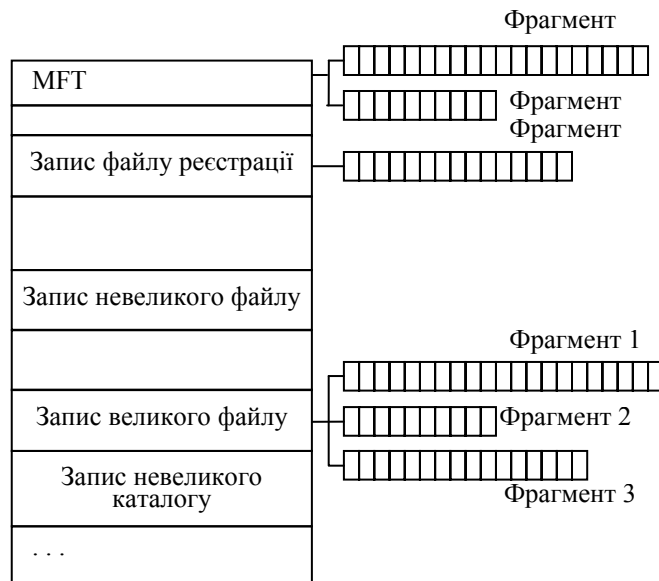 Фрагмент
MFT
Фрагмент
Фрагмент
Запис файлу реєстрації
Запис невеликого файлу
Фрагмент 1
Запис великого файлу
Фрагмент 2
Запис невеликого
каталогу
Фрагмент 3
. . .